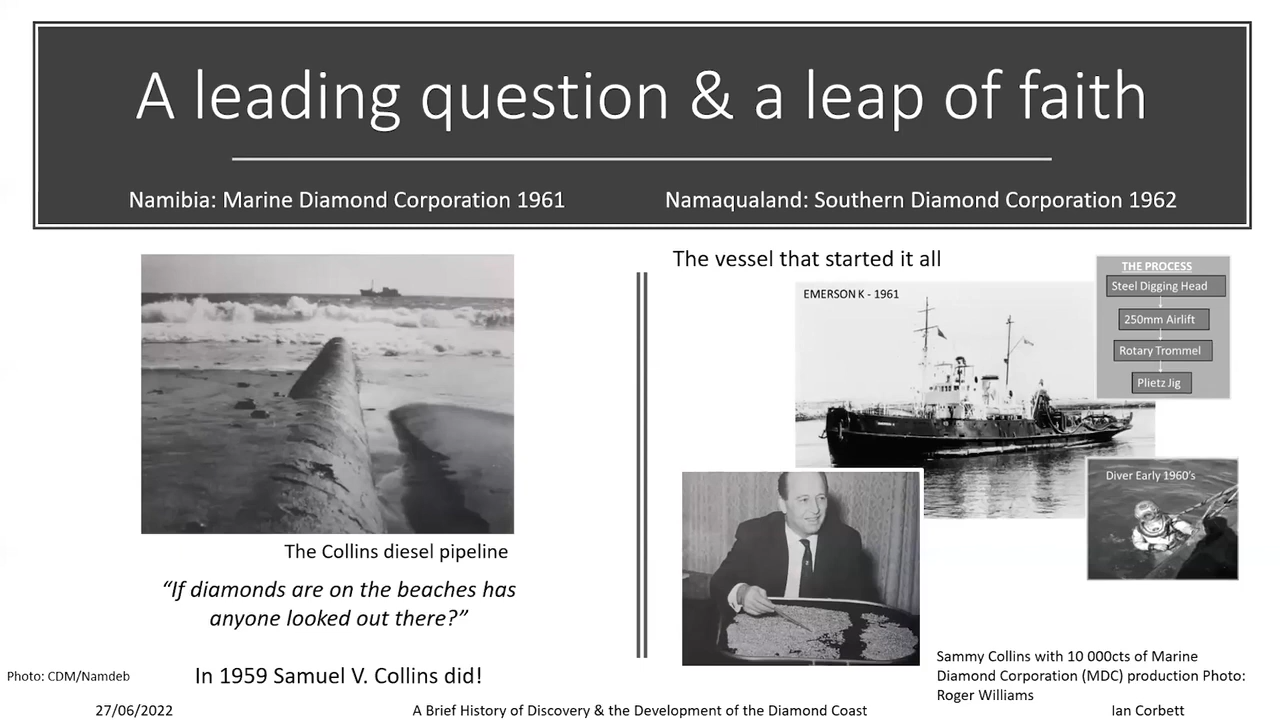 A leading question & a leap of faith
Namibia: Marine Diamond Corporation 1961
Namaqualand: Southern Diamond Corporation 1962
The Collins diesel pipeline
“If diamonds are on the beaches has
anyone looked out there?”
In 1959 Samuel V. Collins did!
Photo: CDM/Namdeb
The vessel that started it all
EMERSON K - 1961
THE PROCESS
Steel Digging Head
250mm Airlift
Rotary Trommel
Plietz Jig
Diver Early 1960’s
Sammy Collins with 10 000cts of Marine
Diamond Corporation (MDC) production Photo:
Roger Williams
27/06/2022
A Brief History of Discovery & the Development of the Diamond Coast
Ian Corbett